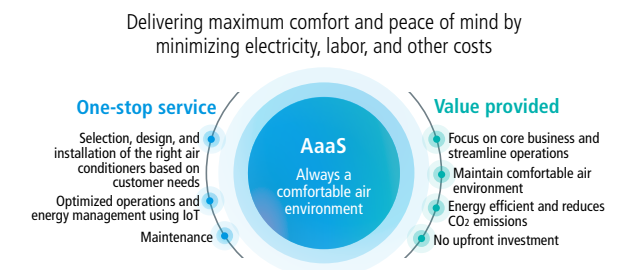 Delivering maximum comfort and peace of mind by
minimizing electricity, labor, and other costs
One-stop service
Selection, design, and
installation of the right air
conditioners based on
customer needs
Optimized operations and
energy management using IoT
Maintenance
AaaS
Always a
comfortable air
environment
Value provided
Focus on core business and
streamline operations
Maintain comfortable air
environment
Energy efficient and reduces
CO2 emissions
No upfront investment